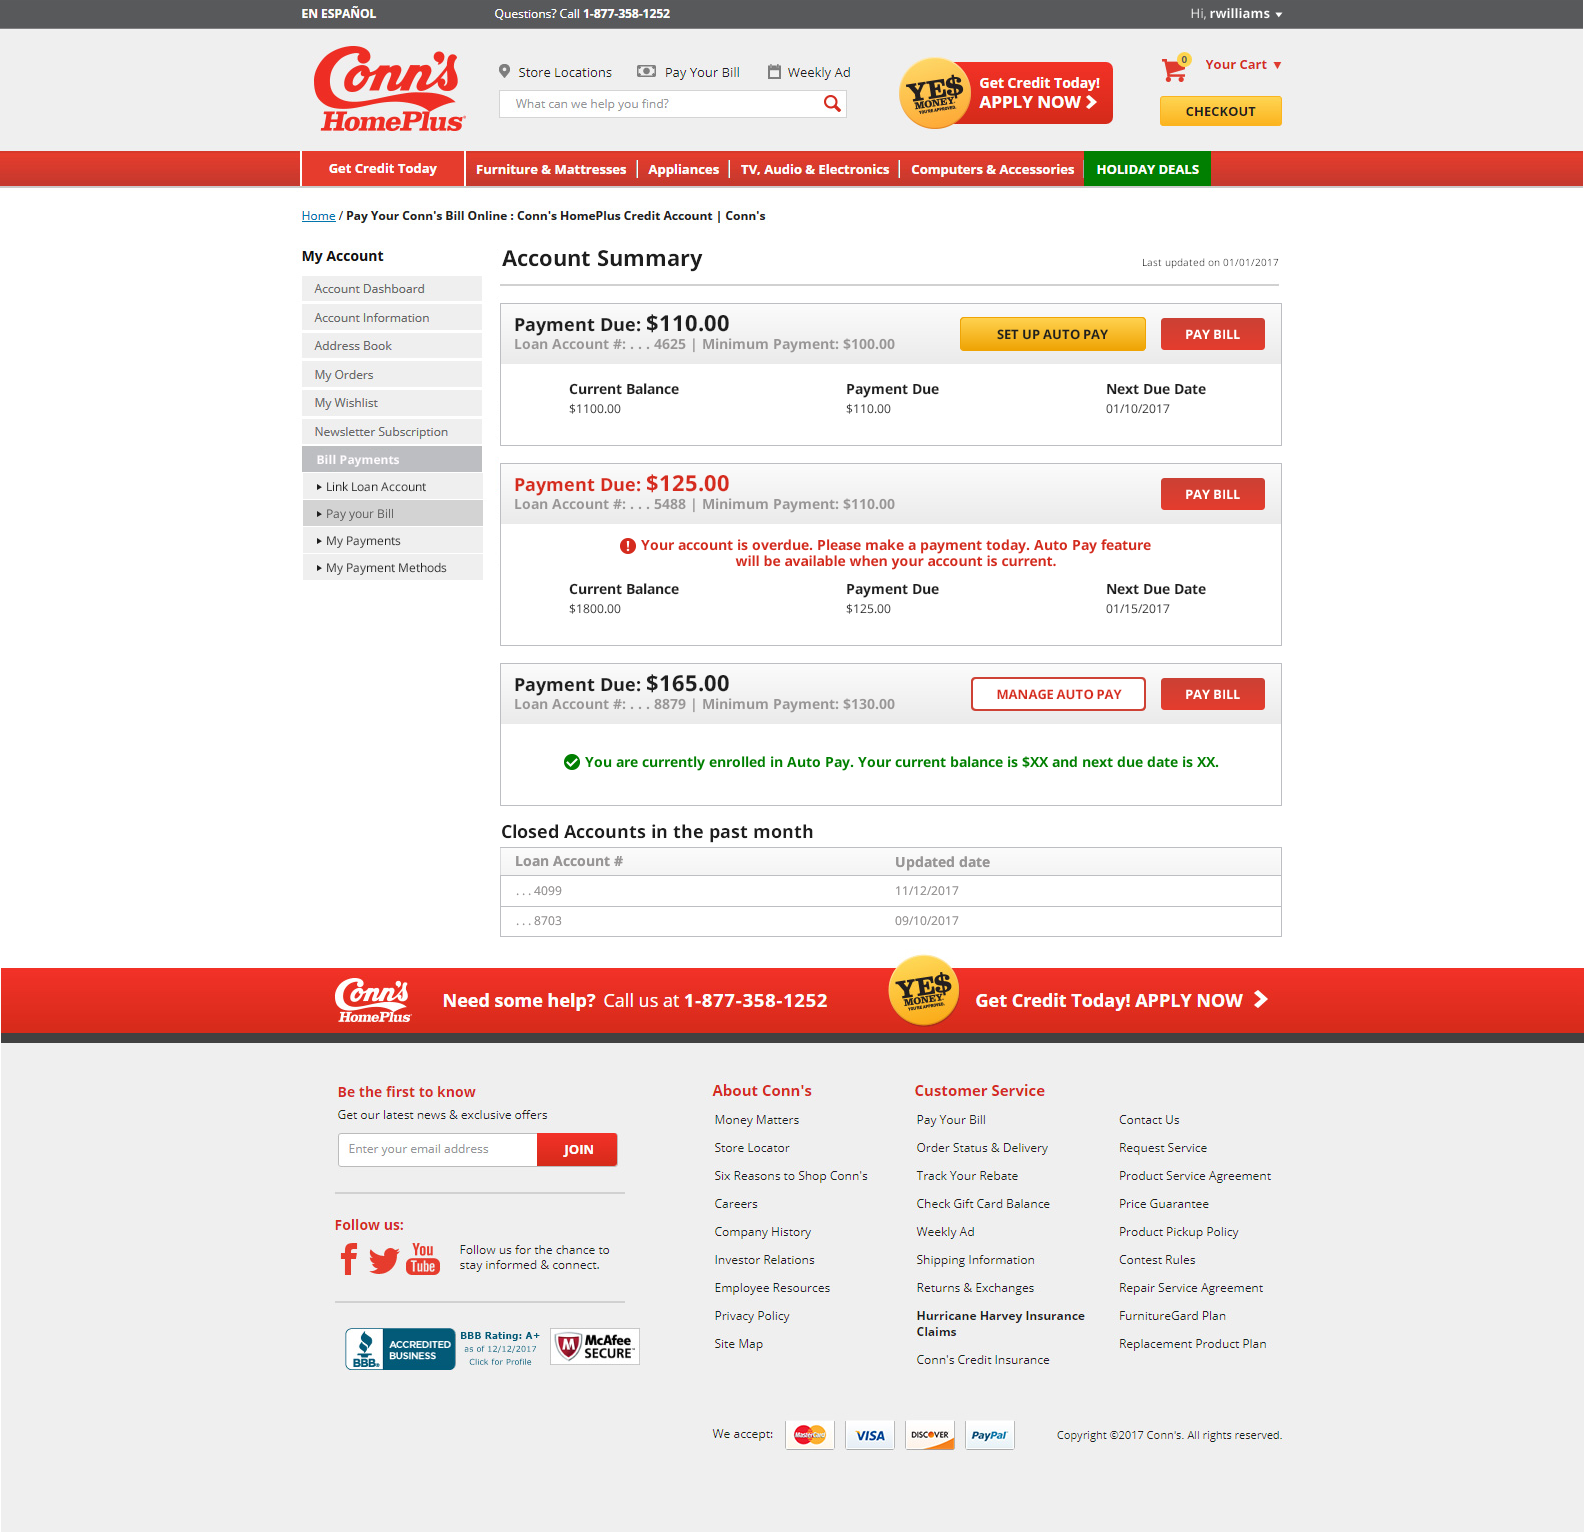 EN ESPAÑOL
Questions? Call 1-877-358-1252
Hi, rwilliams
Conn's
HomePlus
Store Locations
Pay Your Bill
Weekly Ad
What can we help you find?
YE$
MONEY
YOU'RE APPROVED.
Get Credit Today!
APPLY NOW
0
Your Cart
CHECKOUT
Get Credit Today
Furniture & Mattresses
Appliances
TV, Audio & Electronics
Computers & Accessories
HOLIDAY DEALS
Home / Pay Your Conn's Bill Online : Conn's HomePlus Credit Account | Conn's
My Account
Account Dashboard
Account Information
Address Book
My Orders
My Wishlist
Newsletter Subscription
Bill Payments
Link Loan Account
Pay your Bill
My Payments
My Payment Methods
Account Summary
Last updated on 01/01/2017
Payment Due: $110.00
Loan Account #: . . . 4625 | Minimum Payment: $100.00
SET UP AUTO PAY
PAY BILL
Current Balance
Payment Due
Next Due Date
$1100.00
$110.00
01/10/2017
Payment Due: $125.00
Loan Account #: . . . 5488 | Minimum Payment: $110.00
PAY BILL
Your account is overdue. Please make a payment today. Auto Pay feature
will be available when your account is current.
Current Balance
Payment Due
Next Due Date
$1800.00
$125.00
01/15/2017
Payment Due: $165.00
Loan Account #: . . . 8879 | Minimum Payment: $130.00
MANAGE AUTO PAY
PAY BILL
You are currently enrolled in Auto Pay. Your current balance is $XX and next due date is XX.
Closed Accounts in the past month
Loan Account #
Updated date
. . . 4099
11/12/2017
. . . 8703
09/10/2017
Conn's
HomePlus
Need some help? Call us at 1-877-358-1252
YE$
MONEY
YOU'RE APPROVED.
Get Credit Today! APPLY NOW
Be the first to know
Get our latest news & exclusive offers
Enter your email address
JOIN
Follow us:
You
Tube
Follow us for the chance to
stay informed & connect.
BBB.
ACCREDITED
BUSINESS
BBB Rating: A+
as of 12/12/2017
Click for Profile
McAfee
SECURE
About Conn's
Money Matters
Store Locator
Six Reasons to Shop Conn's
Careers
Company History
Investor Relations
Employee Resources
Privacy Policy
Site Map
Customer Service
Pay Your Bill
Order Status & Delivery
Track Your Rebate
Check Gift Card Balance
Weekly Ad
Shipping Information
Returns & Exchanges
Hurricane Harvey Insurance
Claims
Conn's Credit Insurance
Contact Us
Request Service
Product Service Agreement
Price Guarantee
Product Pickup Policy
Contest Rules
Repair Service Agreement
FurnitureGard Plan
Replacement Product Plan
We accept:
MasterCard
VISA
DISCOVER
PayPal
Copyright ©2017 Conn's. All rights reserved.